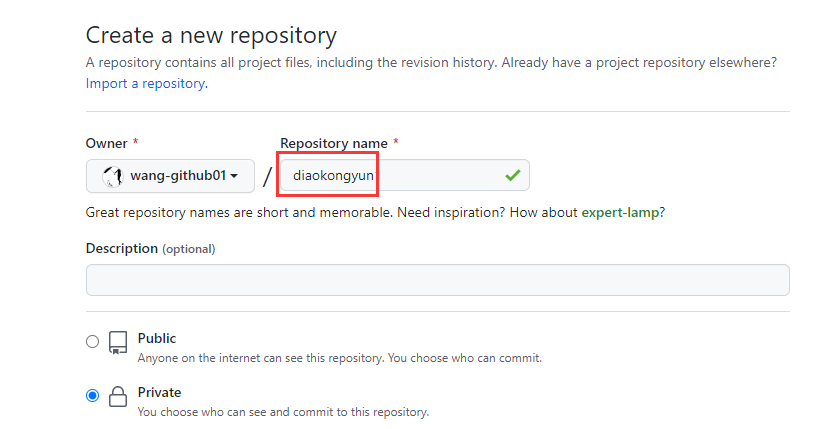 Create a new repository
A repository contains all project files, including the revision history. Already have a project repository elsewhere?
Import a repository.
Owner * Repository name *
wang-github01 / diaokongyun
Great repository names are short and memorable. Need inspiration? How about expert-lamp?
Description (optional)
Public
Anyone on the internet can see this repository. You choose who can commit.
Private
You choose who can see and commit to this repository.